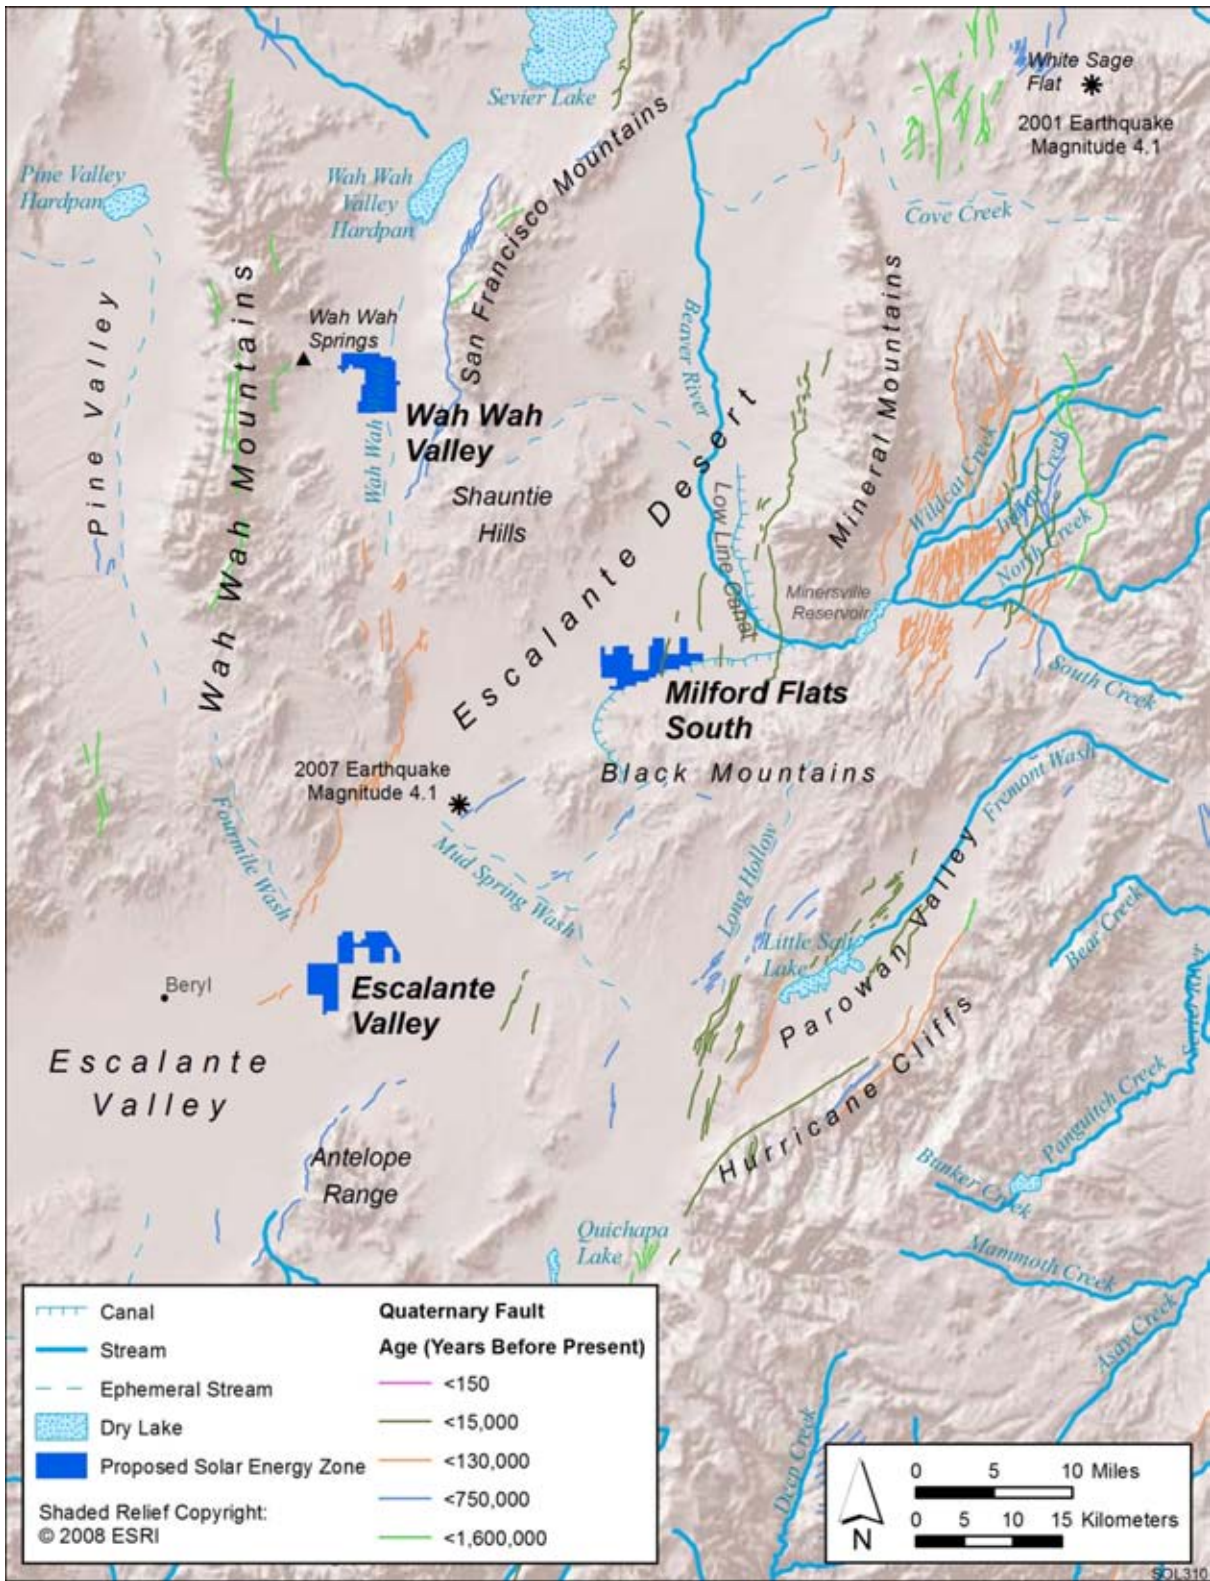 White Sage
Flat
2001 Earthquake
Magnitude 4.1
Sevier Lake
Pine Valley
Hardpan
Wah Wah
Valley
Hardpan
San Francisco Mountains
Cove Creek
Pine Valley
Wah Wah Mountains
Wah Wah
Springs
Beaver River
Mineral Mountains
Wah Wah
Valley
Wah Wah
Shauntie
Hills
Escalante Desert
Low Line Canal
Wildcat Creek
Indian Creek
North Creek
Minersville
Reservoir
South Creek
Milford Flats
South
Black Mountains
2007 Earthquake
Magnitude 4.1
Fremont Wash
Fourmile Wash
Mud Spring Wash
Long Hollow
Little Salt
Lake
Parowan Valley
Bear Creek
Sevier River
Beryl
Escalante
Valley
Escalante
Valley
Hurricane Cliffs
Panguitch Creek
Antelope
Range
Bunker Creek
Quichapa
Lake
Mammoth Creek
Asay Creek
Deep Creek
Canal
Stream
Ephemeral Stream
Dry Lake
Proposed Solar Energy Zone
Shaded Relief Copyright:
© 2008 ESRI
Quaternary Fault
Age (Years Before Present)
<150
<15,000
<130,000
<750,000
<1,600,000
0 5 10 Miles
0 5 10 15 Kilometers
N
SOL310